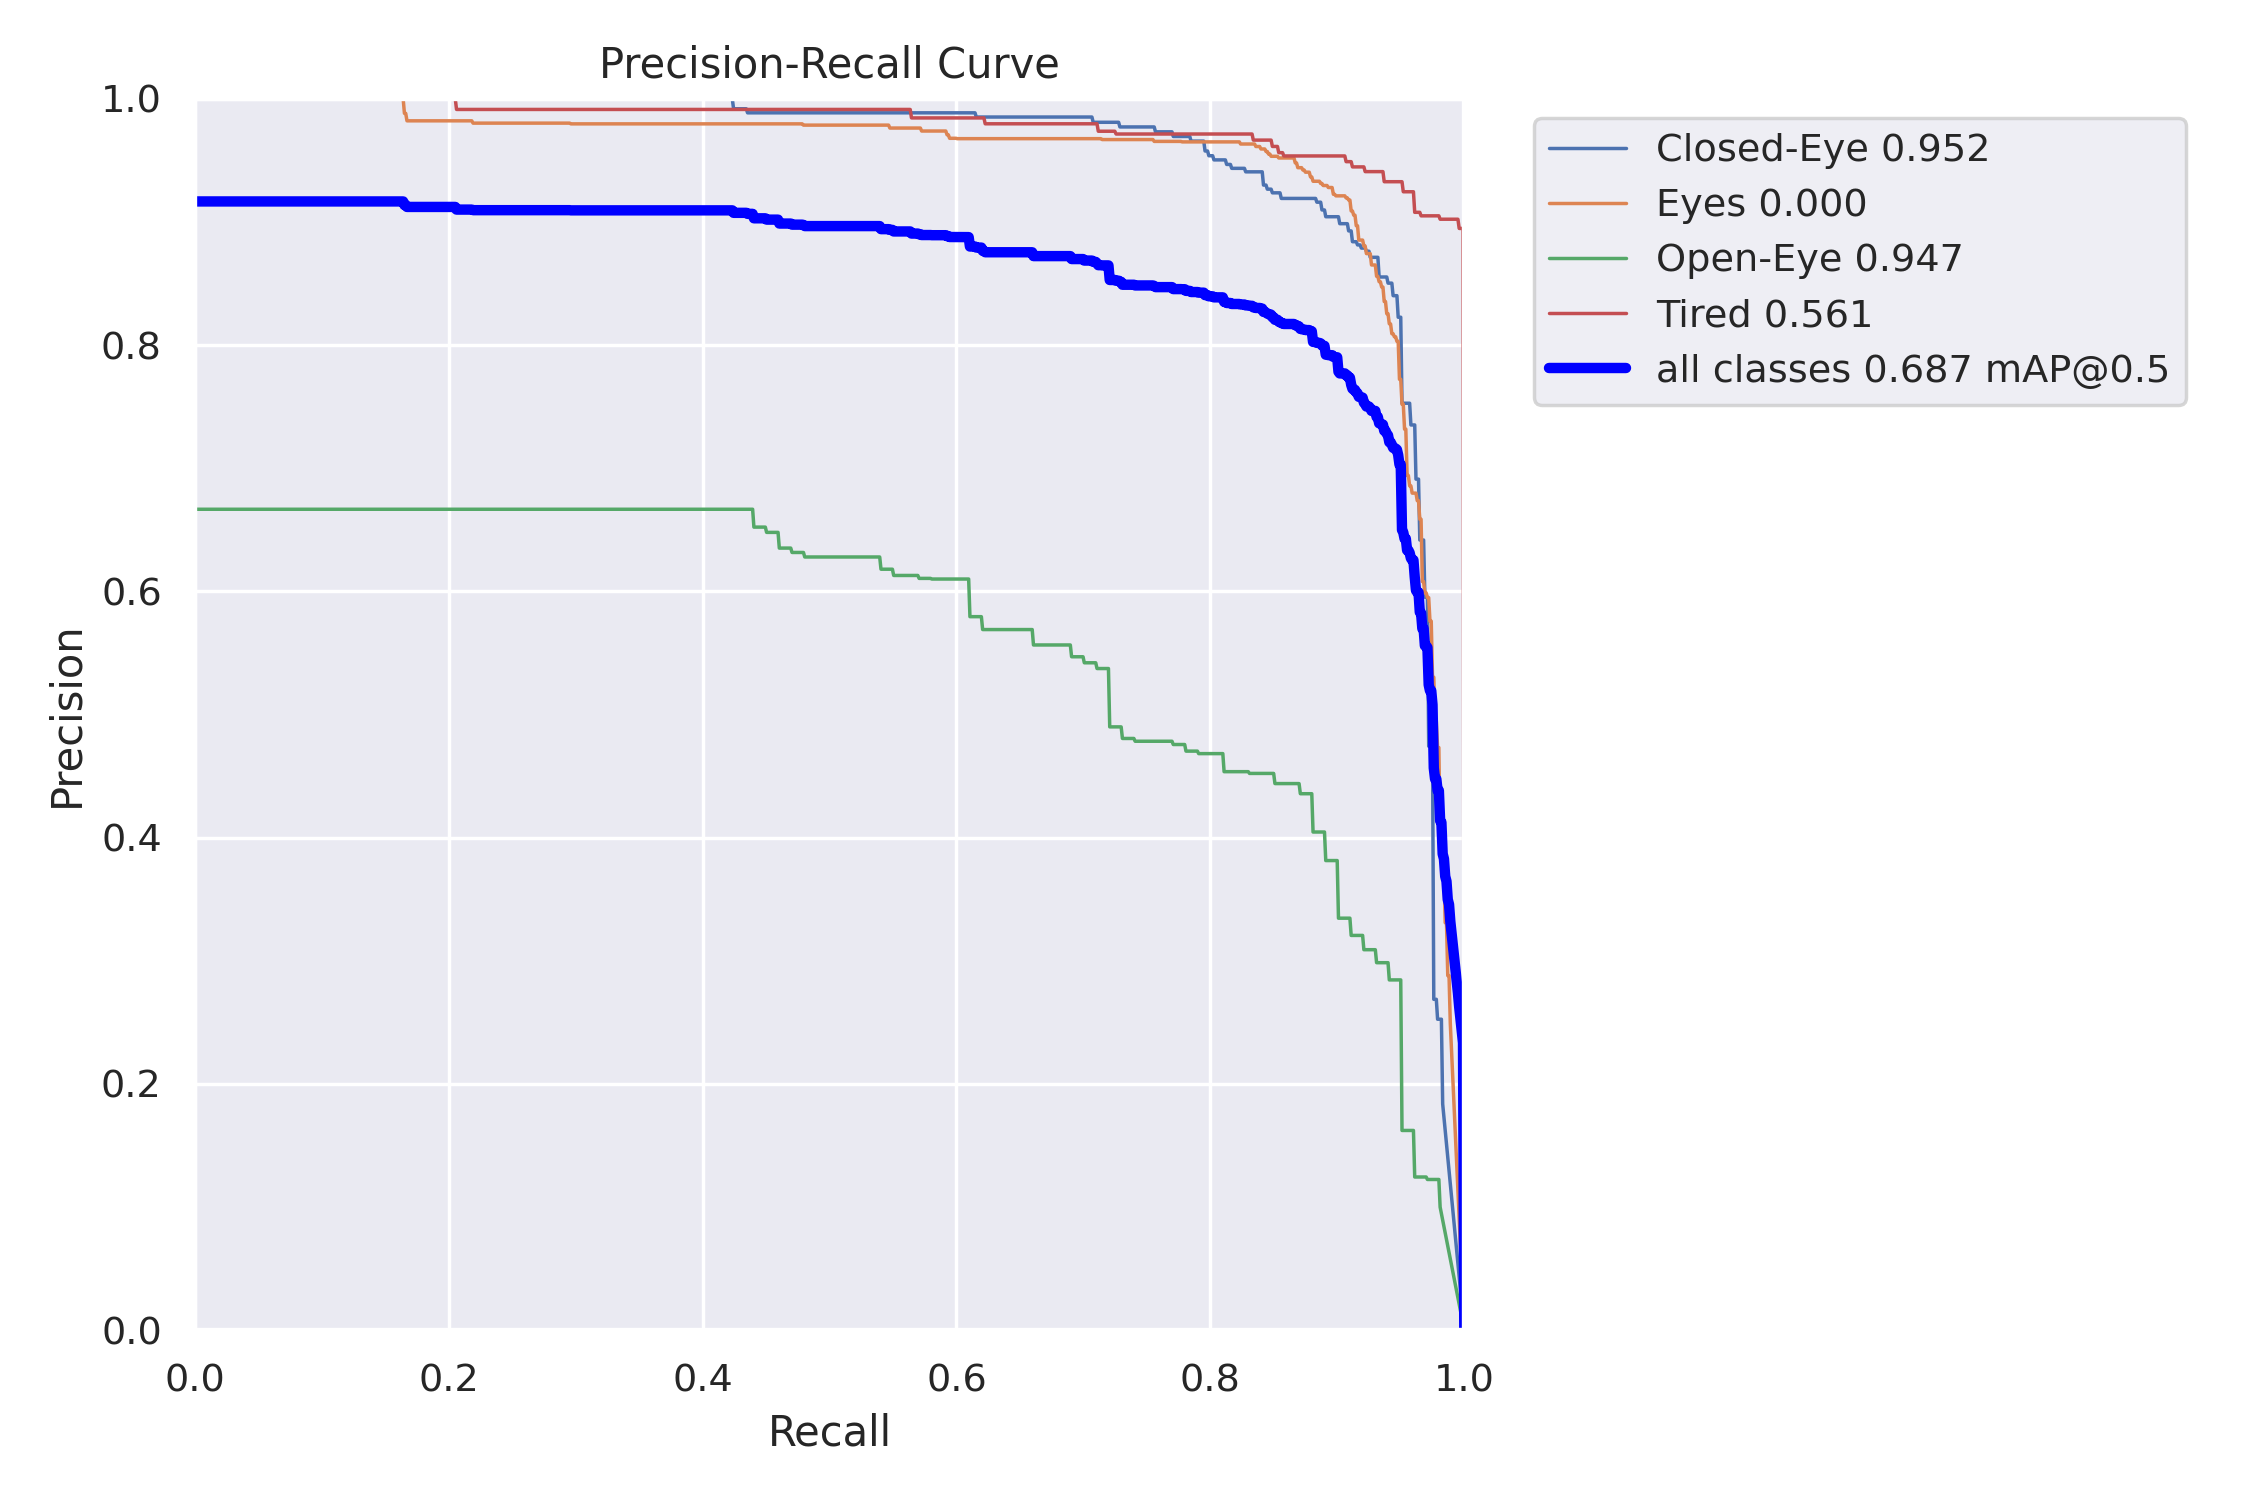 Precision-Recall Curve
1.0
0.8
0.6
0.4
0.2
0.0
Precision
0.0 0.2 0.4 0.6 0.8 1.0
Recall
Closed-Eye 0.952
Eyes 0.000
Open-Eye 0.947
Tired 0.561
all classes 0.687 mAP@0.5